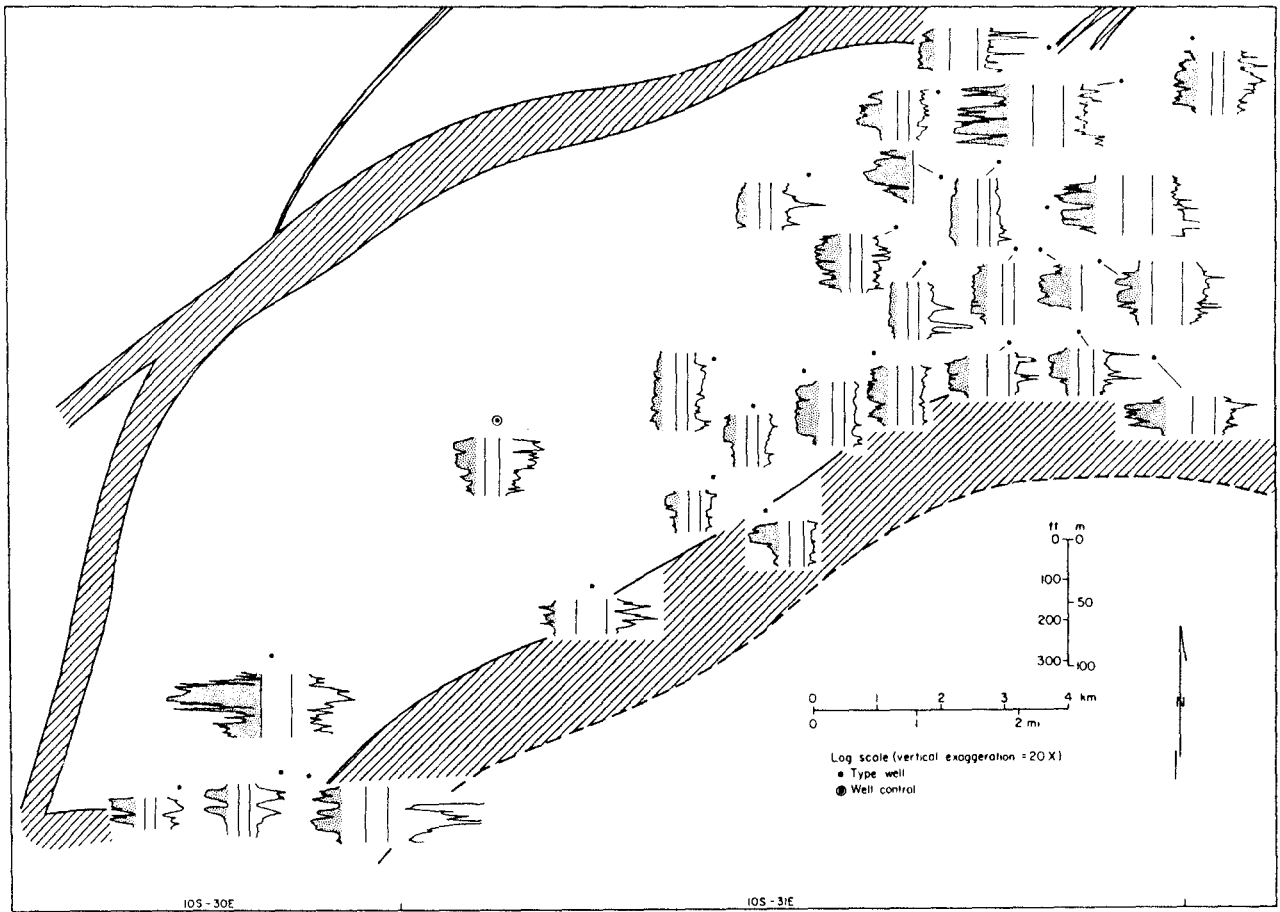 ft m
0 0
100
50
200
300 100
0 1 2 3 4 km
0 1 2 mi
N
Log scale (vertical exaggeration = 20 X)
Type well
Well control
10S-30E 10S-31E